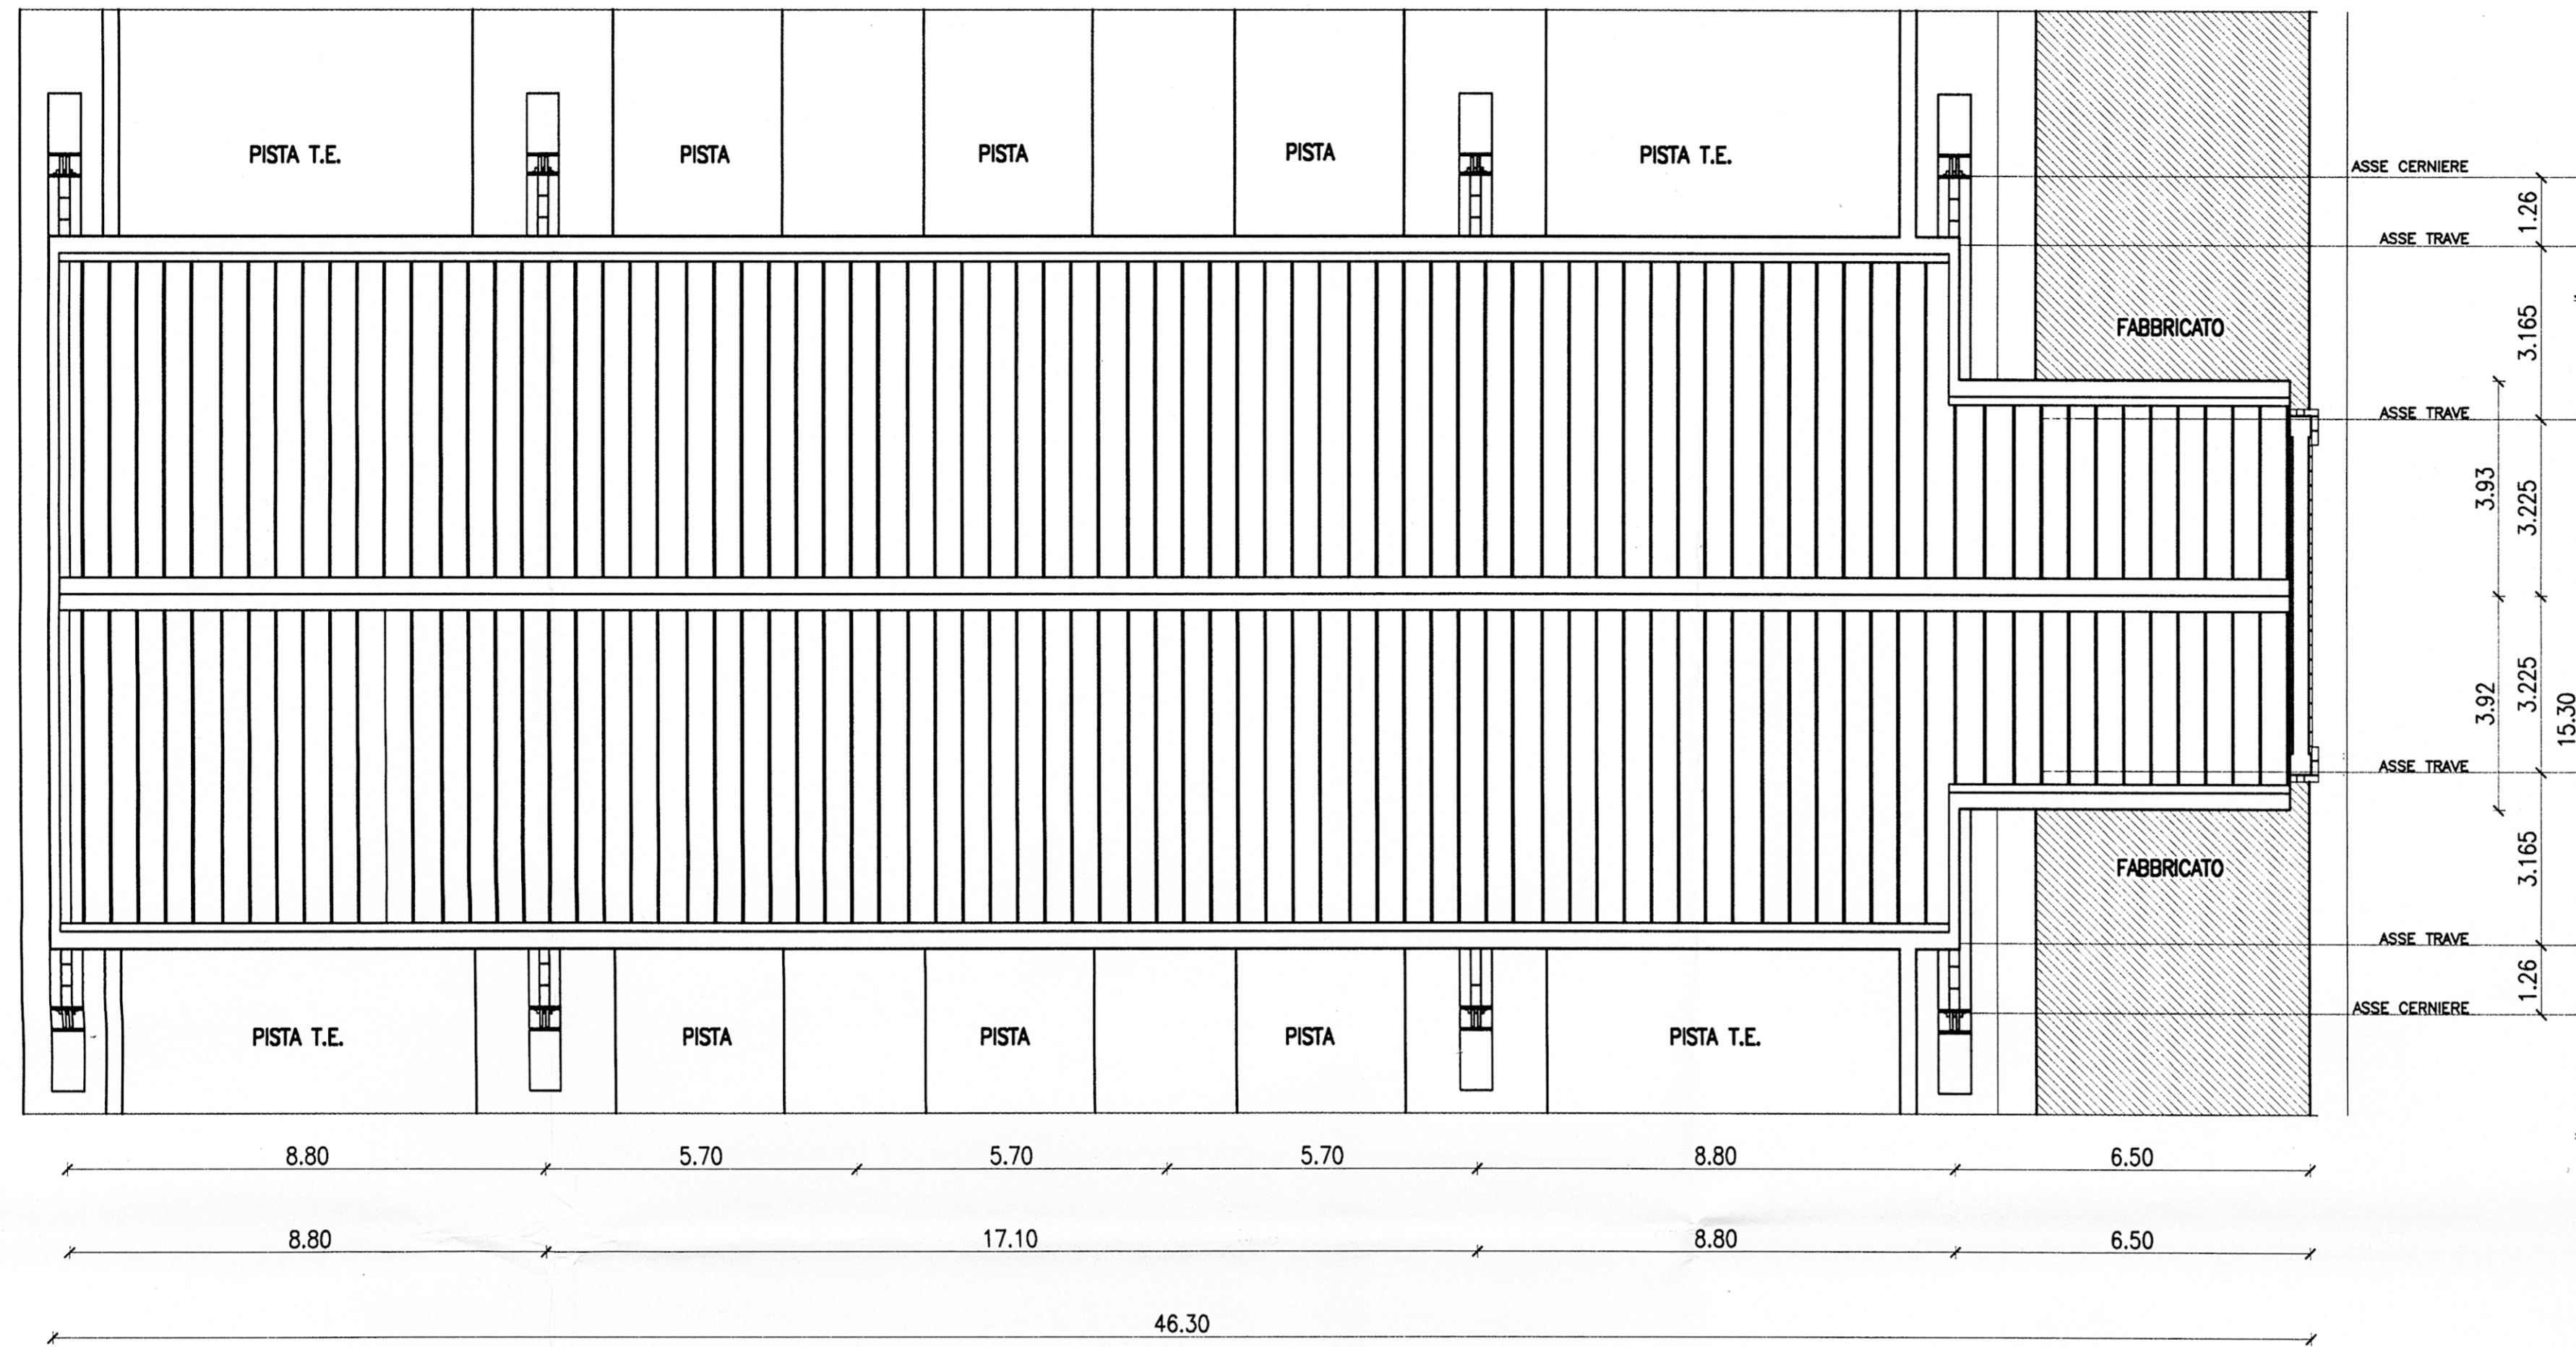 PISTA T.E.
PISTA
PISTA
PISTA
PISTA T.E.
ASSE CERNIERE
1.26
ASSE TRAVE
3.165
FABBRICATO
ASSE TRAVE
3.93
3.225
3.92
3.225
15.30
ASSE TRAVE
3.165
FABBRICATO
ASSE TRAVE
1.26
ASSE CERNIERE
PISTA T.E.
PISTA
PISTA
PISTA
PISTA T.E.
8.80 5.70 5.70 5.70 8.80 6.50
8.80 17.10 8.80 6.50
46.30